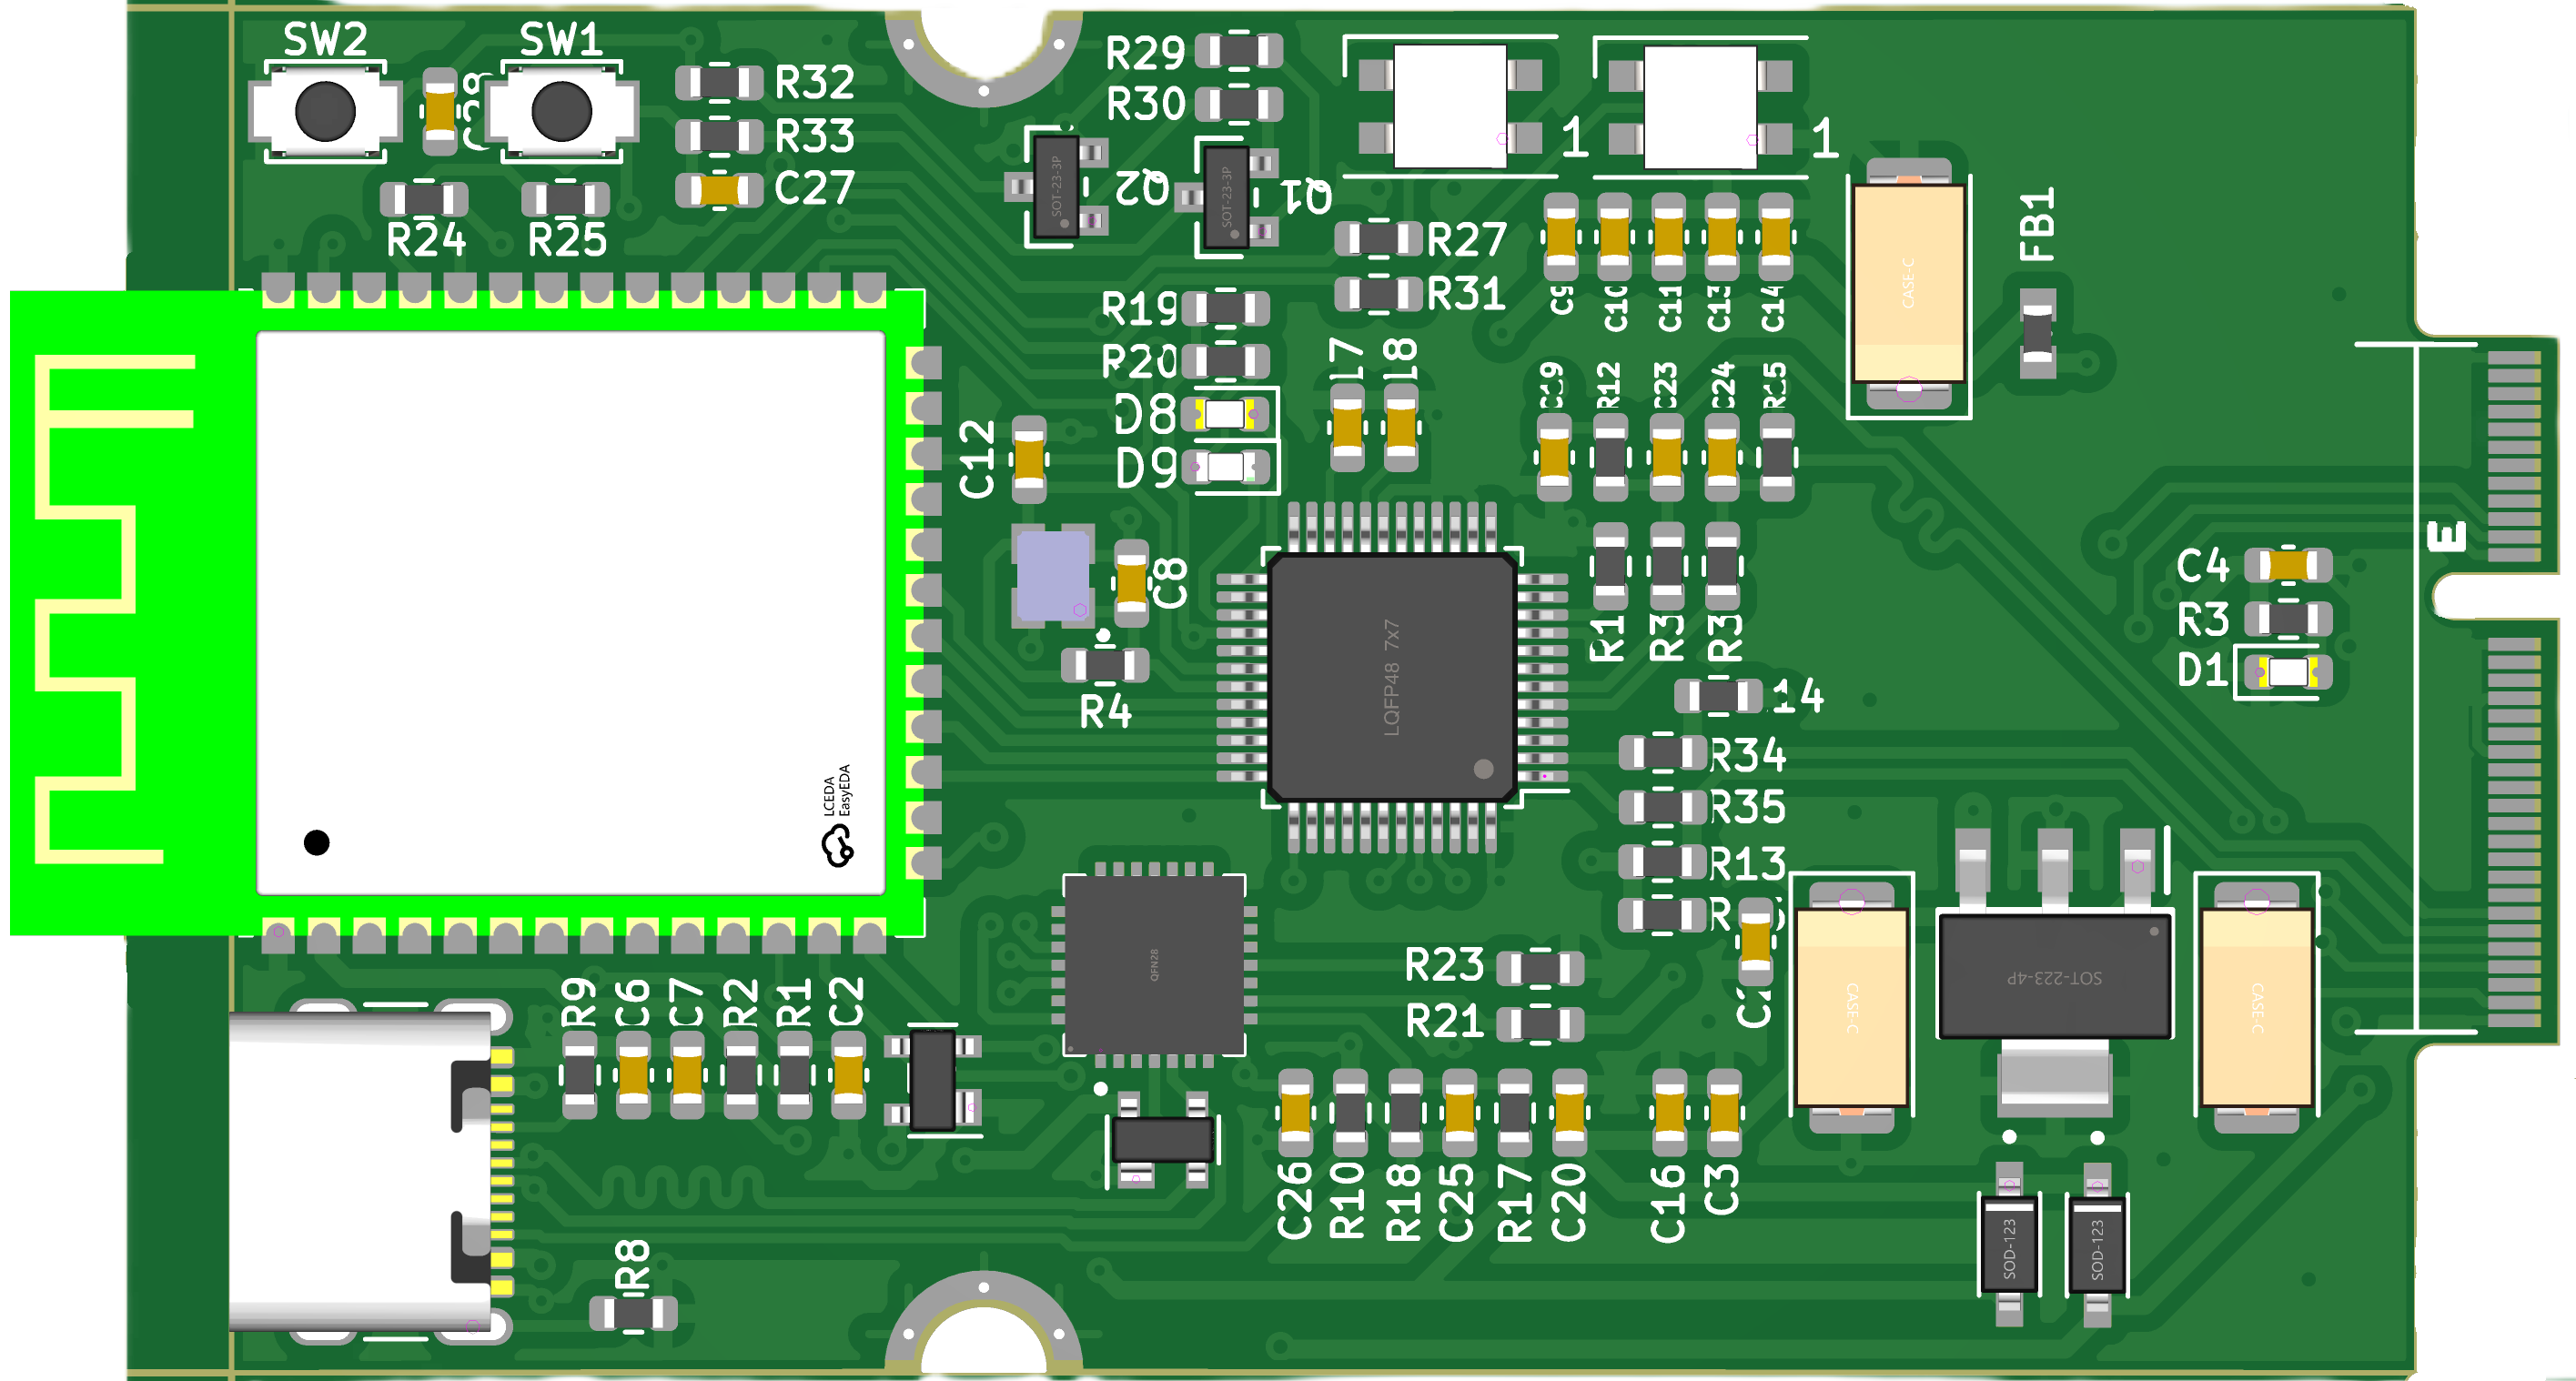 SW2
SW1
R32
R33
C27
R24
R25
R29
R30
Q2
Q1
SOT-23-3P
SOT-23-3P
1
1
R27
R31
R19
R20
D8
D9
C12
C8
R4
C9
C10
C11
C13
C14
CASE-C
FB1
C19
R12
C23
C24
R15
R1
R3
R3
LQFP48 7x7
14
R34
R35
R13
E
C4
R3
D1
LCEDA
EasyEDA
QFN28
R23
R21
CASE-C
SOT-223-4P
CASE-C
R9
C6
C7
R2
R1
C2
R8
C26
R10
R18
C25
R17
C20
C16
C3
SOD-123
SOD-123